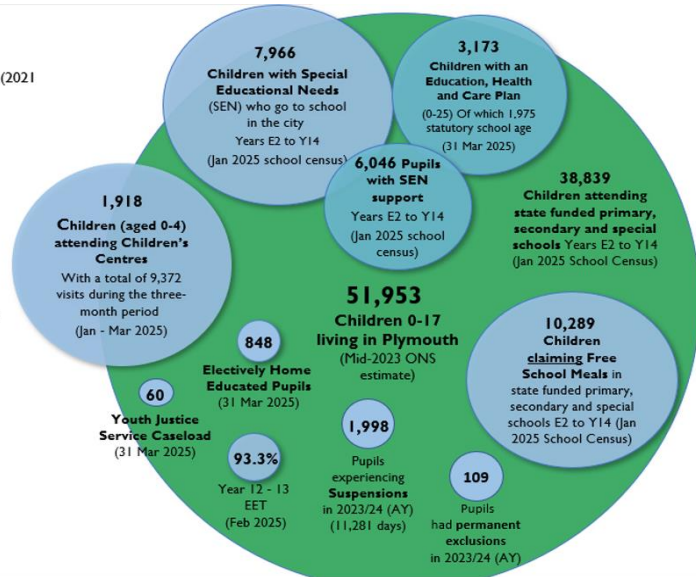 (2021
7,966
Children with Special
Educational Needs
(SEN) who go to school
in the city
Years E2 to Y14
(Jan 2025 school census)
3,173
Children with an
Education, Health
and Care Plan
(0-25) Of which 1,975
statutory school age
(31 Mar 2025)
6,046 Pupils
with SEN
support
Years E2 to Y14
(Jan 2025 school
census)
38,839
Children attending
state funded primary,
secondary and special
schools Years E2 to Y14
(Jan 2025 School Census)
1,918
Children (aged 0-4)
attending Children's
Centres
With a total of 9,372
visits during the three-
month period
(Jan - Mar 2025)
51,953
Children 0-17
living in Plymouth
(Mid-2023 ONS
estimate)
10,289
Children
claiming Free
School Meals in
state funded primary,
secondary and special
schools E2 to Y14 (Jan
2025 School Census)
848
Electively Home
Educated Pupils
(31 Mar 2025)
60
Youth Justice
Service Caseload
(31 Mar 2025)
93.3%
Year 12 - 13
EET
(Feb 2025)
1,998
Pupils
experiencing
Suspensions
in 2023/24 (AY)
(11,281 days)
109
Pupils
had permanent
exclusions
in 2023/24 (AY)